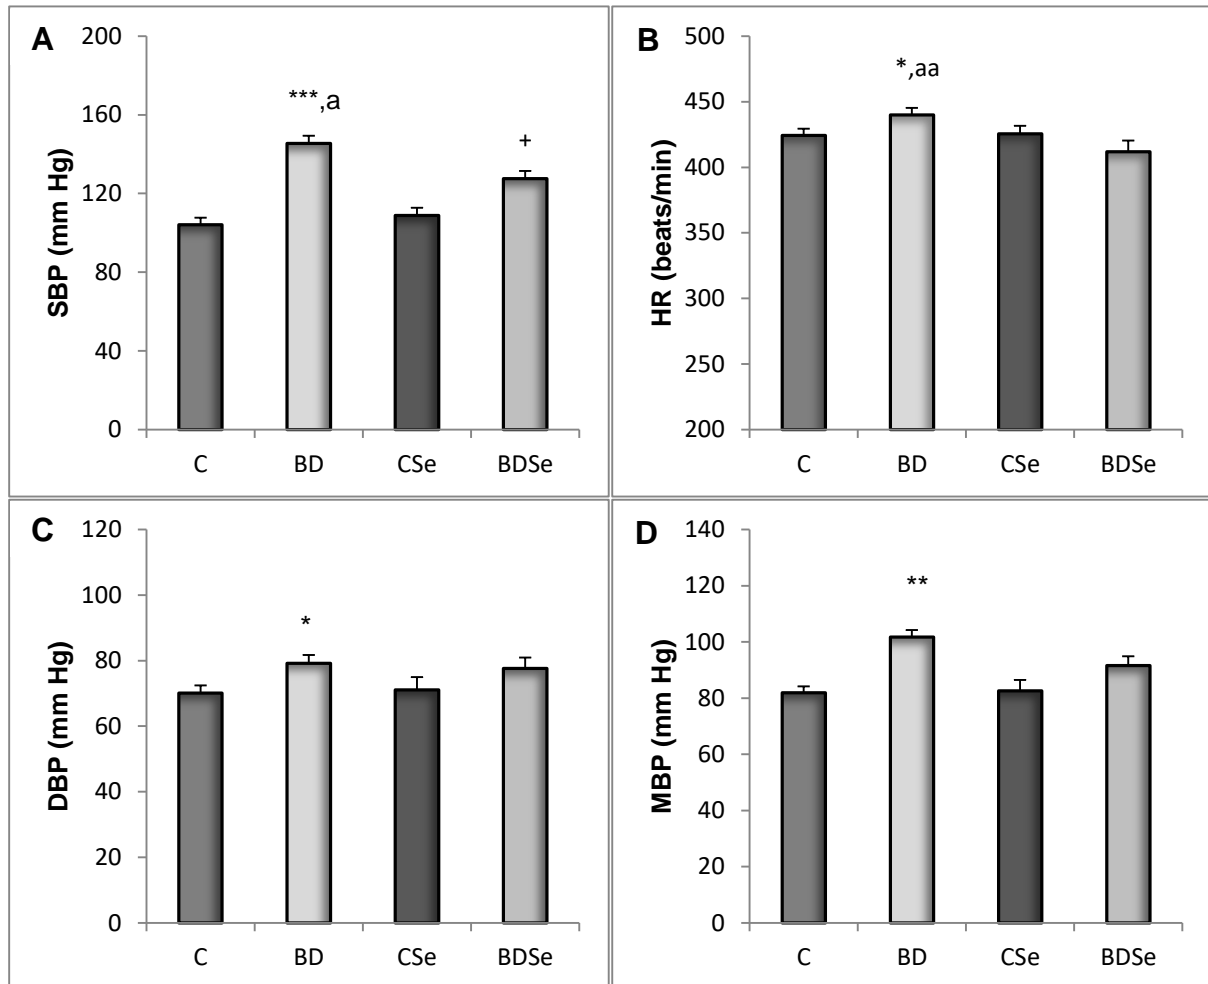 A
SBP (mm Hg)
200
160
120
80
40
0
***,a
+
C BD CSe BDSe
B
HR (beats/min)
500
450
400
350
300
250
200
*,aa
C BD CSe BDSe
C
DBP (mm Hg)
120
100
80
60
40
20
0
*
C BD CSe BDSe
D
MBP (mm Hg)
140
120
100
80
60
40
20
0
**
C BD CSe BDSe